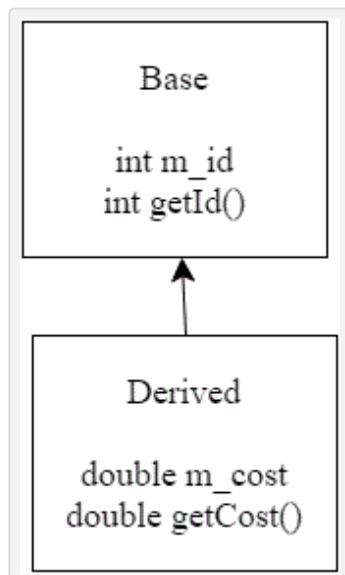 Base
int m_id
int getId()
Derived
double m_cost
double getCost()